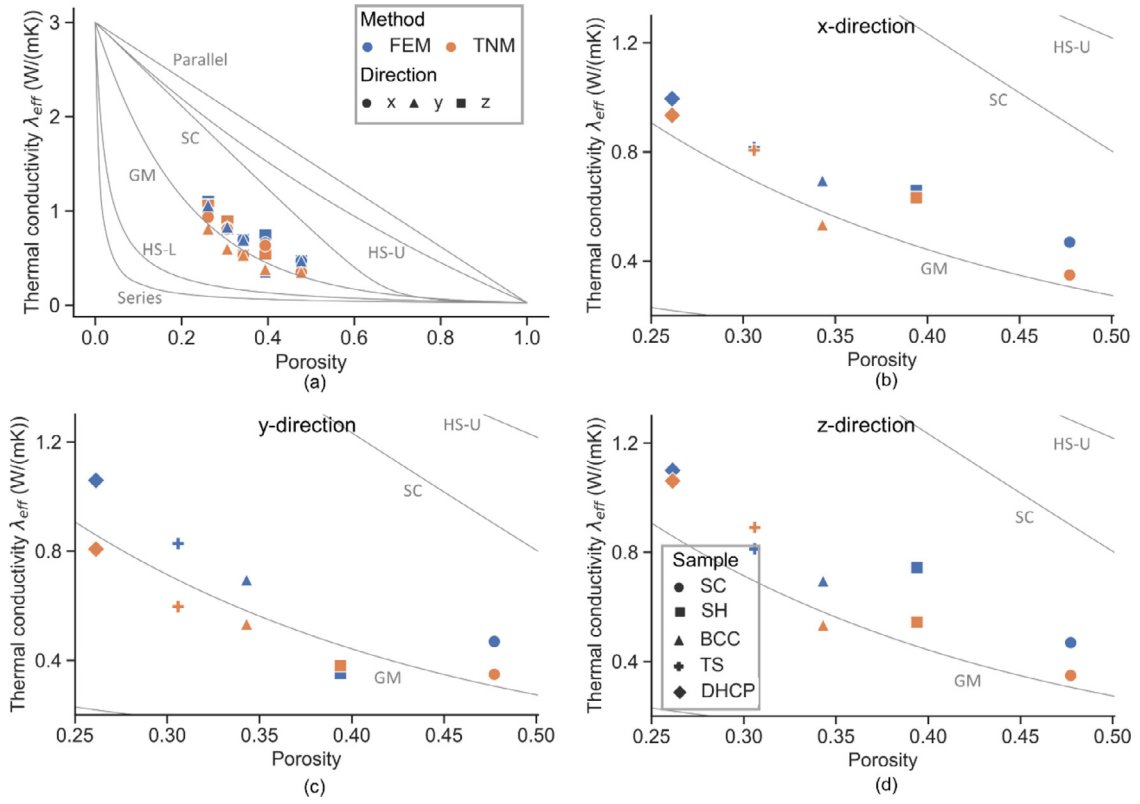 Thermal conductivity λeff (W/(mK))
3
2
1
0
0.0 0.2 0.4 0.6 0.8 1.0
Porosity
(a)
Parallel
SC
GM
HS-L
HS-U
Series
Method
FEM TNM
Direction
x y z
x-direction
Thermal conductivity λeff (W/(mK))
1.2
0.8
0.4
0.25 0.30 0.35 0.40 0.45 0.50
Porosity
(b)
HS-U
SC
GM
y-direction
Thermal conductivity λeff (W/(mK))
1.2
0.8
0.4
0.25 0.30 0.35 0.40 0.45 0.50
Porosity
(c)
HS-U
SC
GM
z-direction
Thermal conductivity λeff (W/(mK))
1.2
0.8
0.4
0.25 0.30 0.35 0.40 0.45 0.50
Porosity
(d)
HS-U
SC
GM
Sample
SC
SH
BCC
TS
DHCP